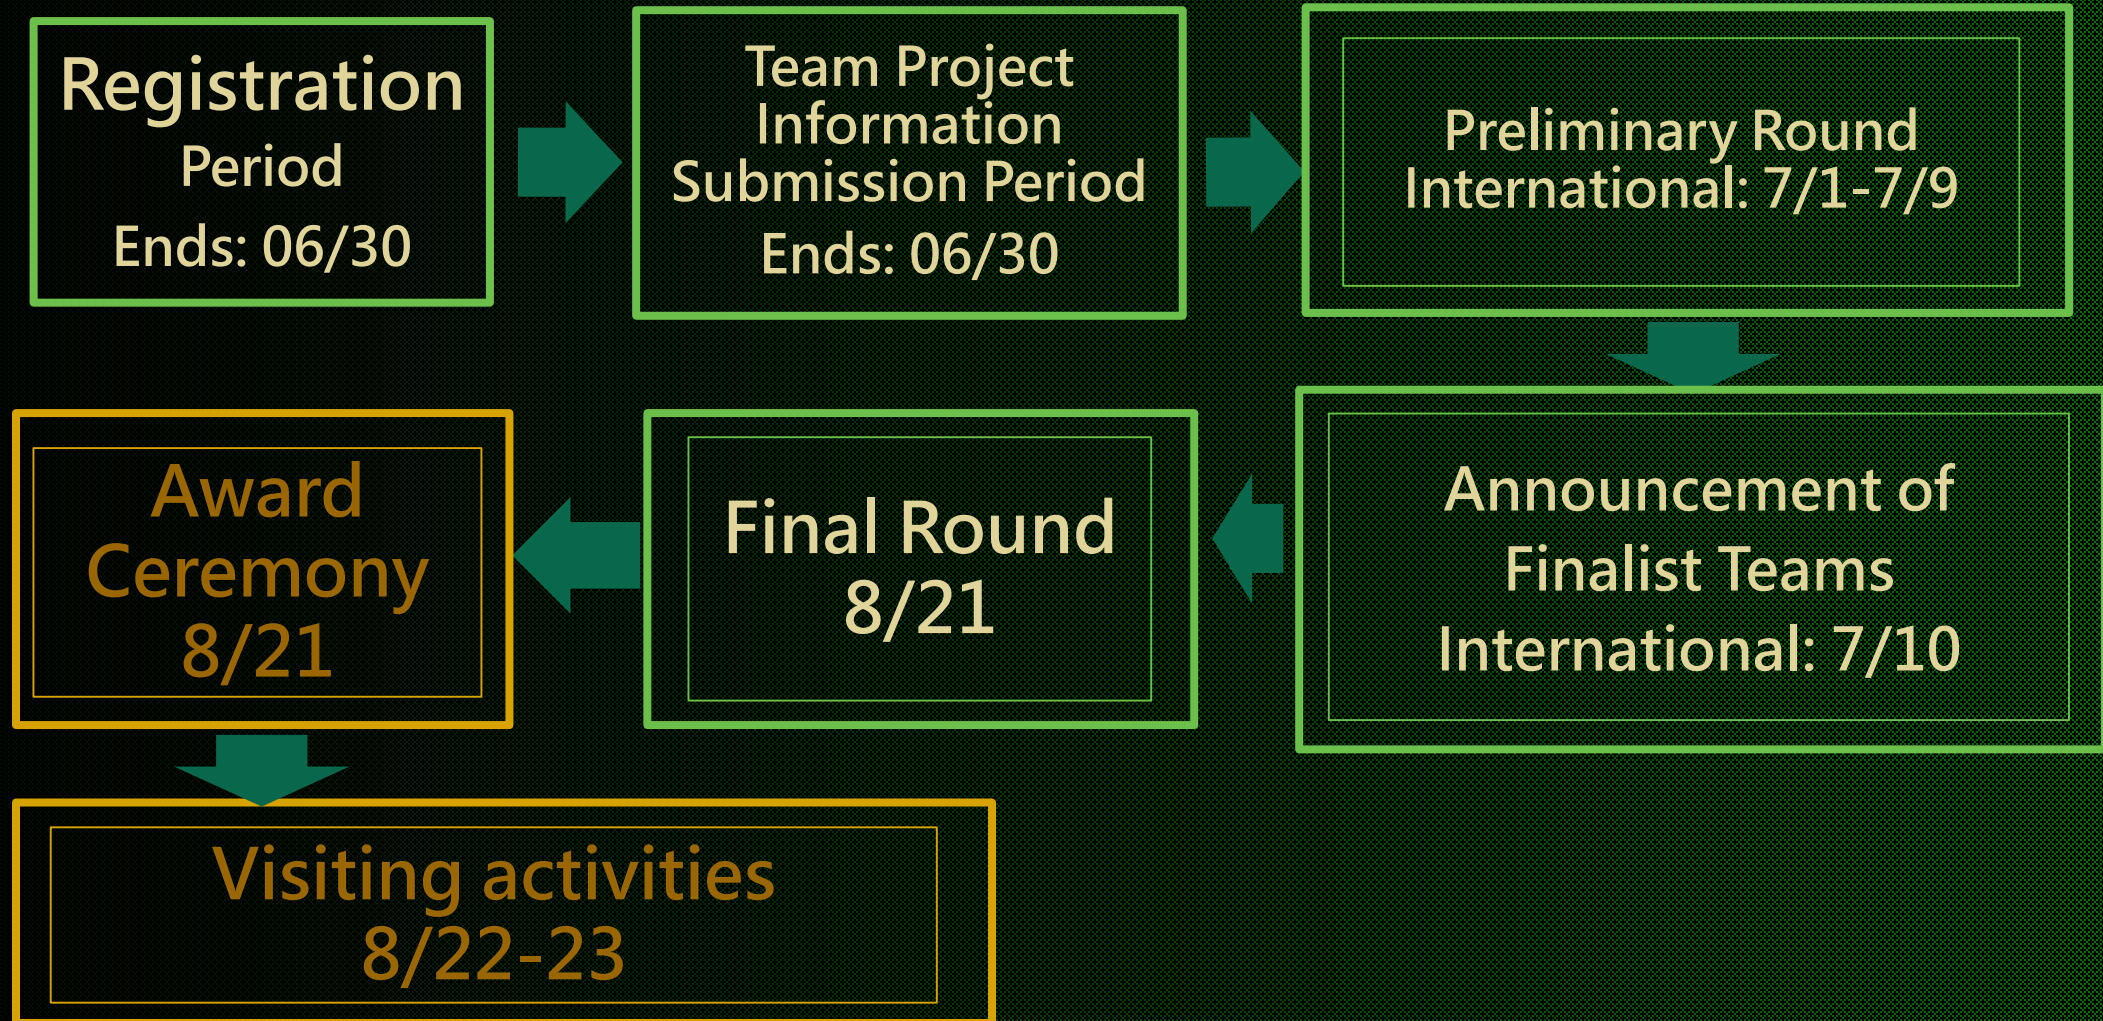 Registration
Period
Ends: 06/30
Team Project
Information
Submission Period
Ends: 06/30
Preliminary Round
International: 7/1-7/9
Announcement of
Finalist Teams
International: 7/10
Final Round
8/21
Award
Ceremony
8/21
Visiting activities
8/22-23